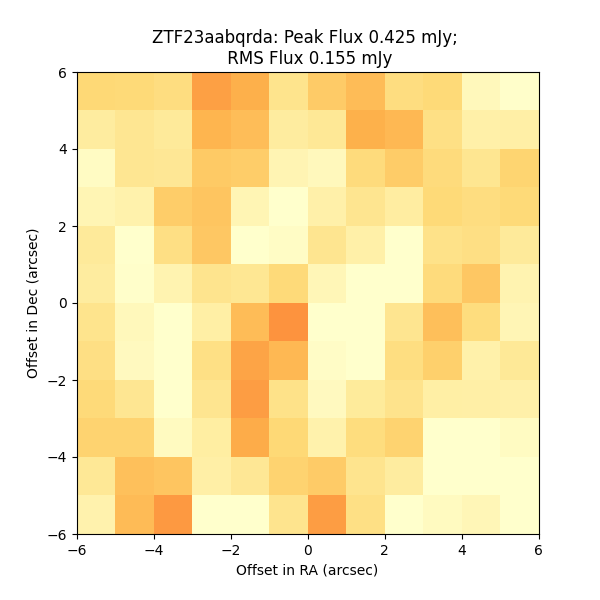 ZTF23aabqrda: Peak Flux 0.425 mJy;
RMS Flux 0.155 mJy
6
4
2
0
−2
−4
−6
Offset in Dec (arcsec)
−6 −4 −2 0 2 4 6
Offset in RA (arcsec)